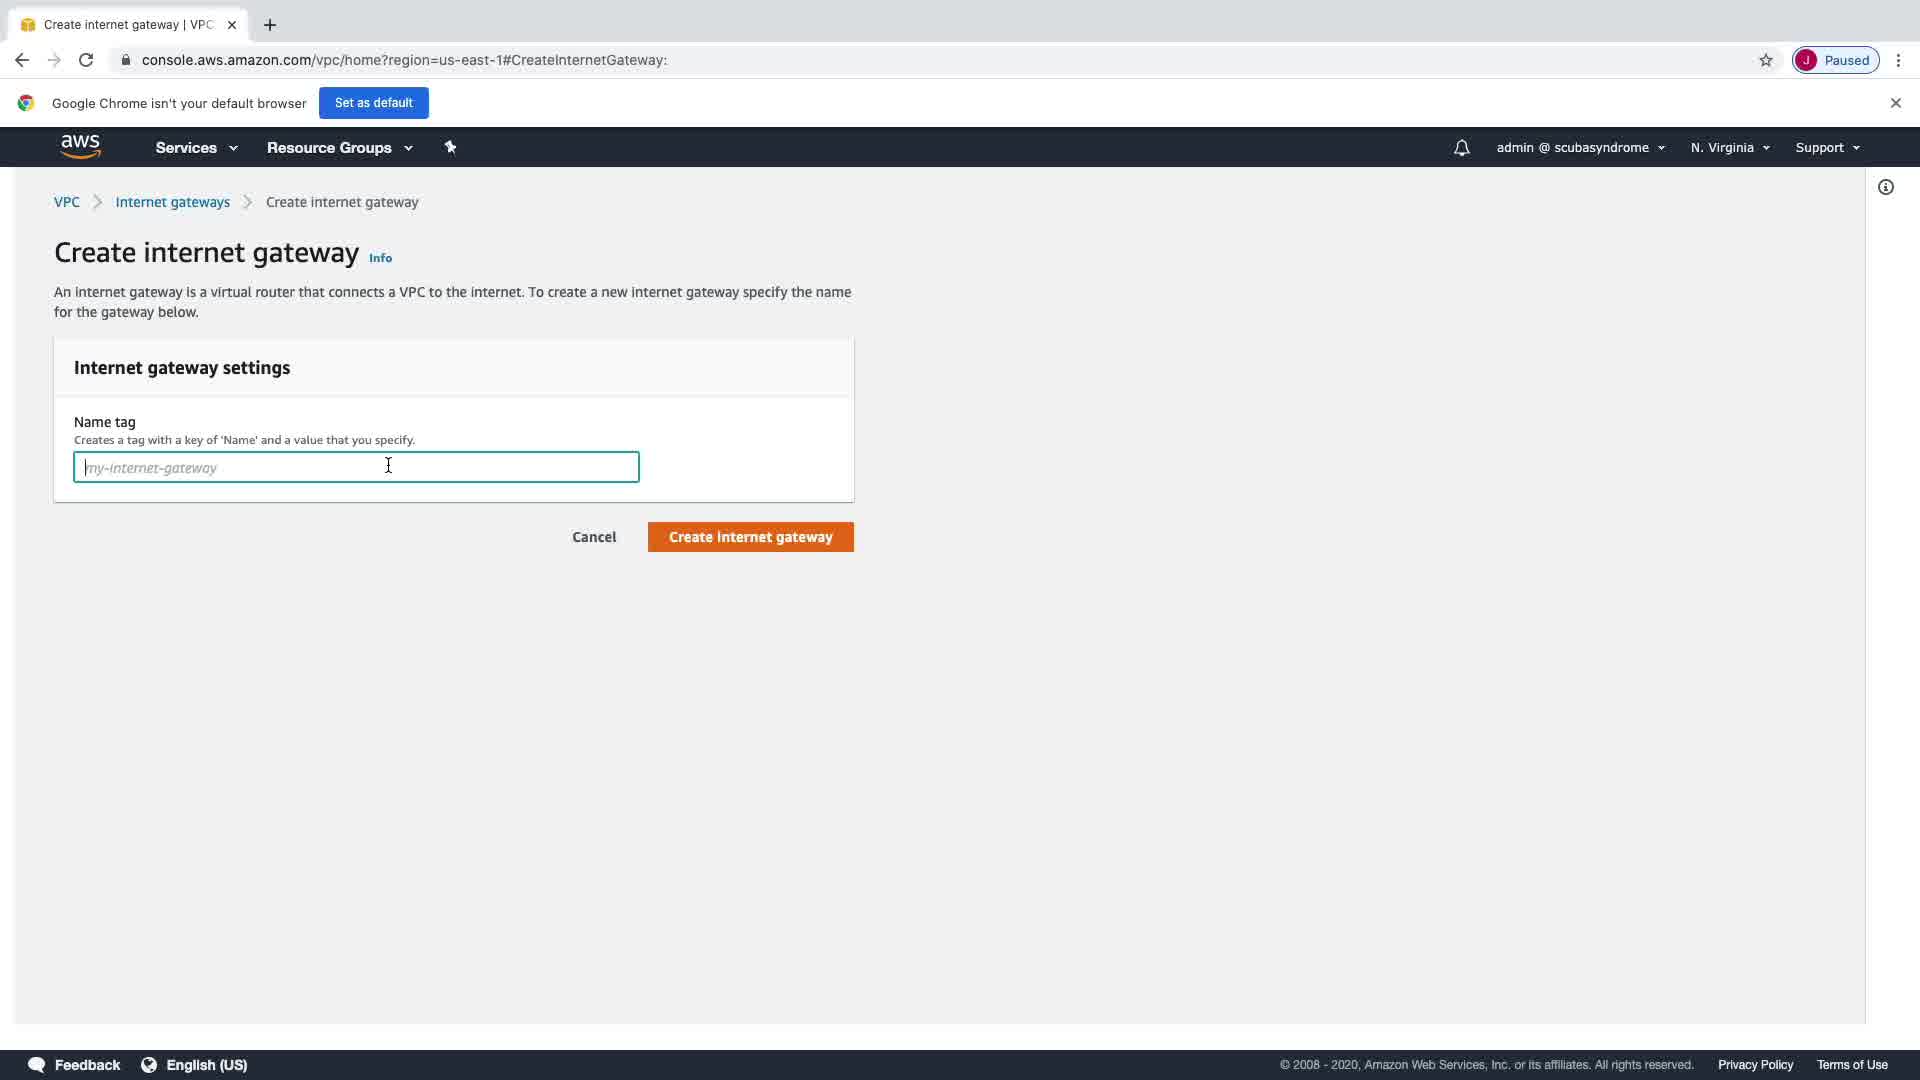 Create internet gateway | VPC
console.aws.amazon.com/vpc/home?region=us-east-1#CreateInternetGateway:
J Paused
Google Chrome isn't your default browser
Set as default
aws
Services
Resource Groups
admin @ scubasyndrome
N. Virginia
Support
VPC
Internet gateways
Create internet gateway
Create internet gateway Info
An internet gateway is a virtual router that connects a VPC to the internet. To create a new internet gateway specify the name
for the gateway below.
Internet gateway settings
Name tag
Creates a tag with a key of 'Name' and a value that you specify.
my-internet-gateway
Cancel
Create internet gateway
Feedback
English (US)
© 2008 - 2020, Amazon Web Services, Inc. or its affiliates. All rights reserved.
Privacy Policy
Terms of Use